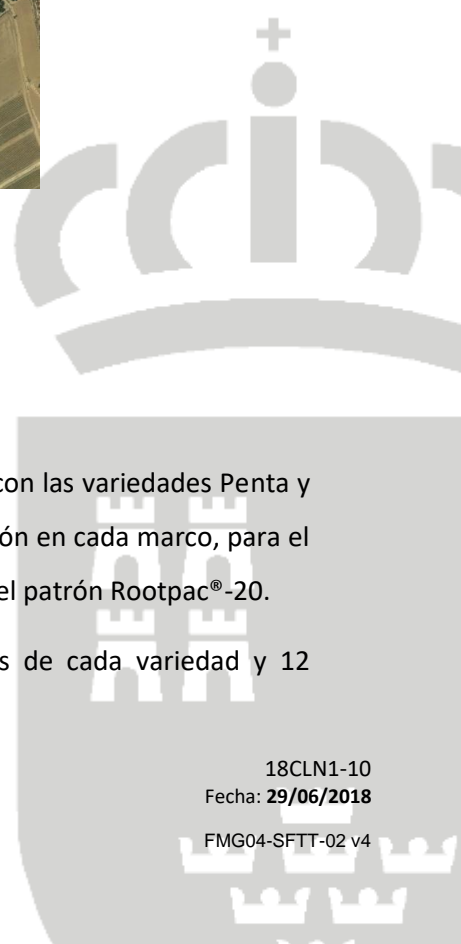 con las variedades Penta y
ón en cada marco, para el
el patrón Rootpac®-20.
s de cada variedad y 12
18CLN1-10
Fecha: 29/06/2018
FMG04-SFTT-02 v4